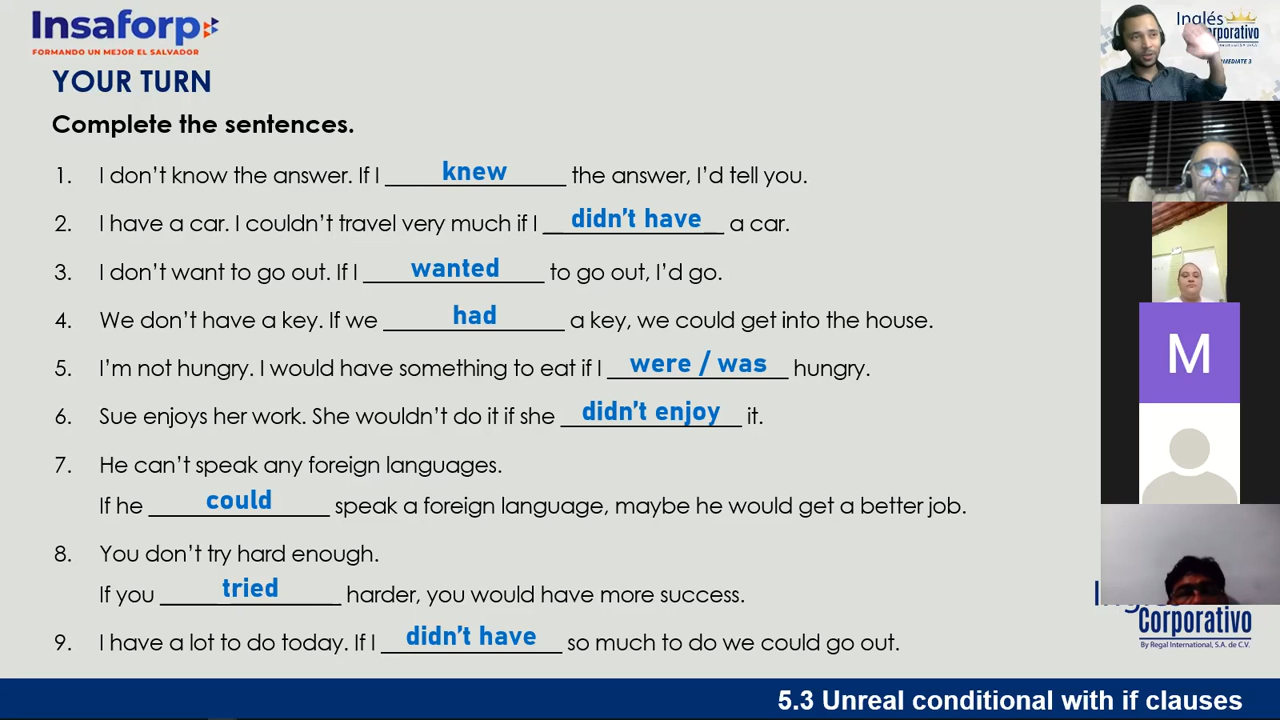 Insaforp
FORMANDO UN MEJOR EL SALVADOR
YOUR TURN
Complete the sentences.
1. I don't know the answer. If I knew the answer, I'd tell you.
2. I have a car. I couldn't travel very much if I didn't have a car.
3. I don't want to go out. If I wanted to go out, I'd go.
4. We don't have a key. If we had a key, we could get into the house.
5. I'm not hungry. I would have something to eat if I were / was hungry.
6. Sue enjoys her work. She wouldn't do it if she didn't enjoy it.
7. He can't speak any foreign languages.
If he could speak a foreign language, maybe he would get a better job.
8. You don't try hard enough.
If you tried harder, you would have more success.
9. I have a lot to do today. If I didn't have so much to do we could go out.
5.3 Unreal conditional with if clauses
Inglés
M
Corporativo
By Regal International, S.A. de C.V.